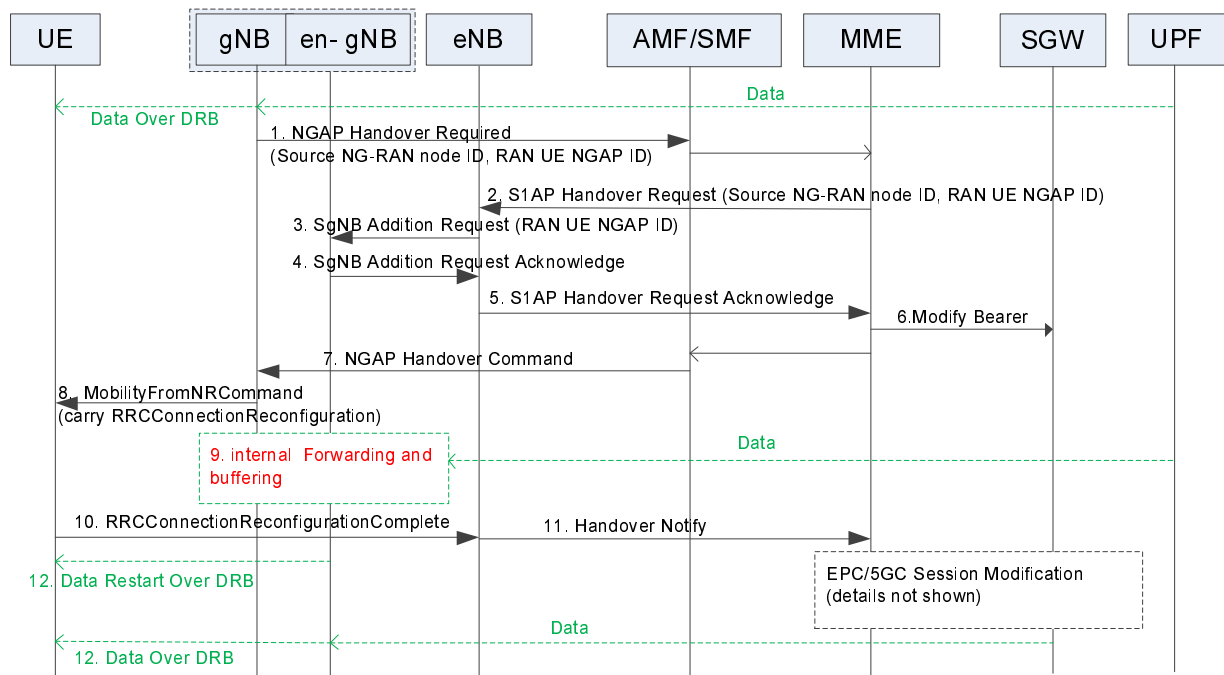 UE
gNB
en- gNB
eNB
AMF/SMF
MME
SGW
UPF
Data
Data Over DRB
1. NGAP Handover Required
(Source NG-RAN node ID, RAN UE NGAP ID)
2. S1AP Handover Request (Source NG-RAN node ID, RAN UE NGAP ID)
3. SgNB Addition Request (RAN UE NGAP ID)
4. SgNB Addition Request Acknowledge
5. S1AP Handover Request Acknowledge
6.Modify Bearer
7. NGAP Handover Command
8. MobilityFromNRCommand
(carry RRCConnectionReconfiguration)
9. internal Forwarding and
buffering
Data
10. RRCConnectionReconfigurationComplete
11. Handover Notify
12. Data Restart Over DRB
EPC/5GC Session Modification
(details not shown)
Data
12. Data Over DRB